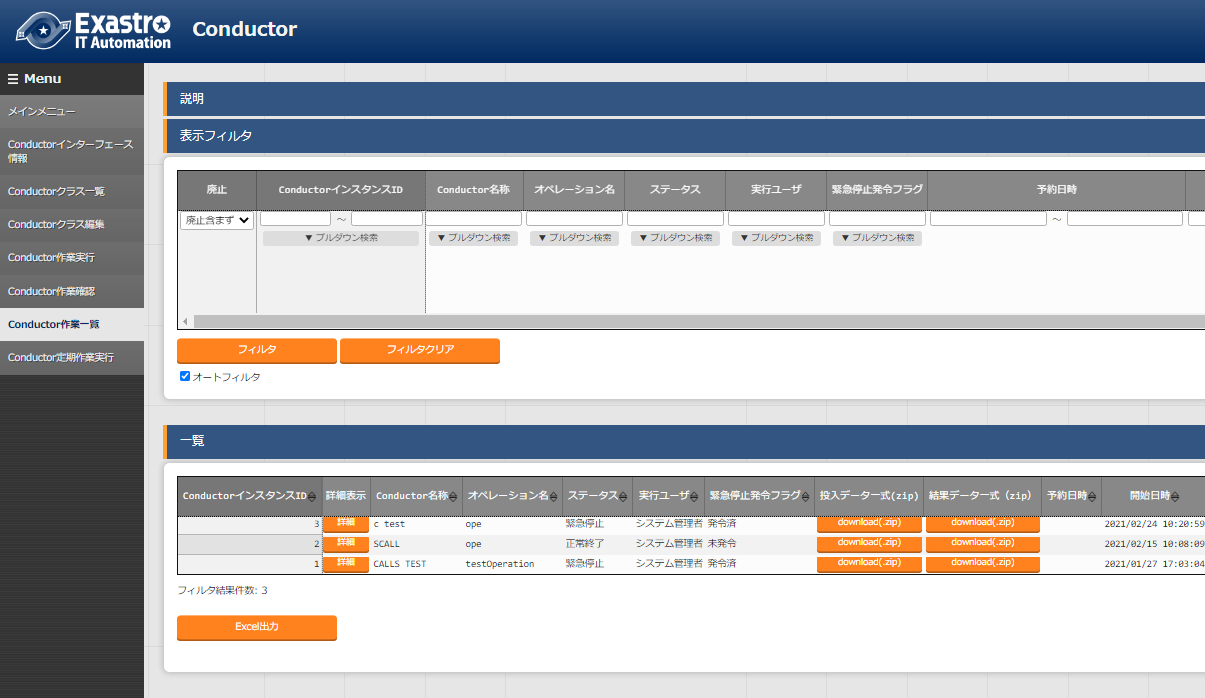 Exastro
IT Automation
Conductor
Menu
メインメニュー
Conductorインターフェース
情報
Conductorクラス一覧
Conductorクラス編集
Conductor作業実行
Conductor作業確認
Conductor作業一覧
Conductor定期作業実行
説明
表示フィルタ
廃止 ConductorインスタンスID Conductor名称 オペレーション名 ステータス 実行ユーザ 緊急停止発令フラグ 予約日時
廃止含まず ～ ～
▼ プルダウン検索 ▼ プルダウン検索 ▼ プルダウン検索 ▼ プルダウン検索 ▼ プルダウン検索 ▼ プルダウン検索
フィルタ フィルタクリア
オートフィルタ
一覧
ConductorインスタンスID 詳細表示 Conductor名称 オペレーション名 ステータス 実行ユーザ 緊急停止発令フラグ 投入データ一式(zip) 結果データ一式（zip） 予約日時 開始日時
3 詳細 c test ope 緊急停止 システム管理者 発令済 download(.zip) download(.zip) 2021/02/24 10:20:59
2 詳細 SCALL ope 正常終了 システム管理者 未発令 download(.zip) download(.zip) 2021/02/15 10:08:09
1 詳細 CALLS TEST testOperation 緊急停止 システム管理者 発令済 download(.zip) download(.zip) 2021/01/27 17:03:04
フィルタ結果件数: 3
Excel出力